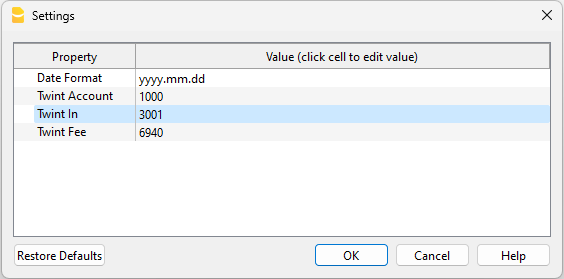 Settings
Property Value (click cell to edit value)
Date Format yyyy.mm.dd
Twint Account 1000
Twint In 3001
Twint Fee 6940
Restore Defaults OK Cancel Help